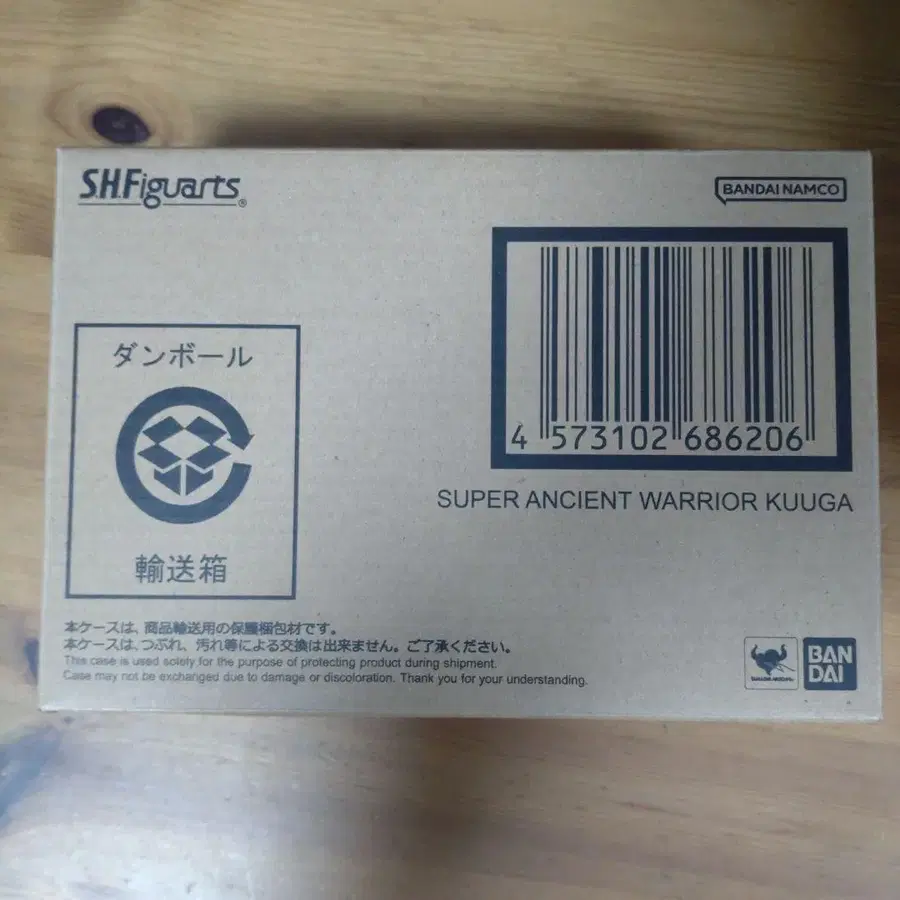 S.H.Figuarts®
BANDAI NAMCO
ダンボール
輸送箱
4 573102 686206
SUPER ANCIENT WARRIOR KUUGA
本ケースは、商品輸送用の保護梱包材です。
本ケースは、つぶれ、汚れ等による交換は出来ません。ご了承ください。
This case is used solely for the purpose of protecting product during shipment.
Case may not be exchanged due to damage or discoloration. Thank you for your understanding.
BAN
DAI